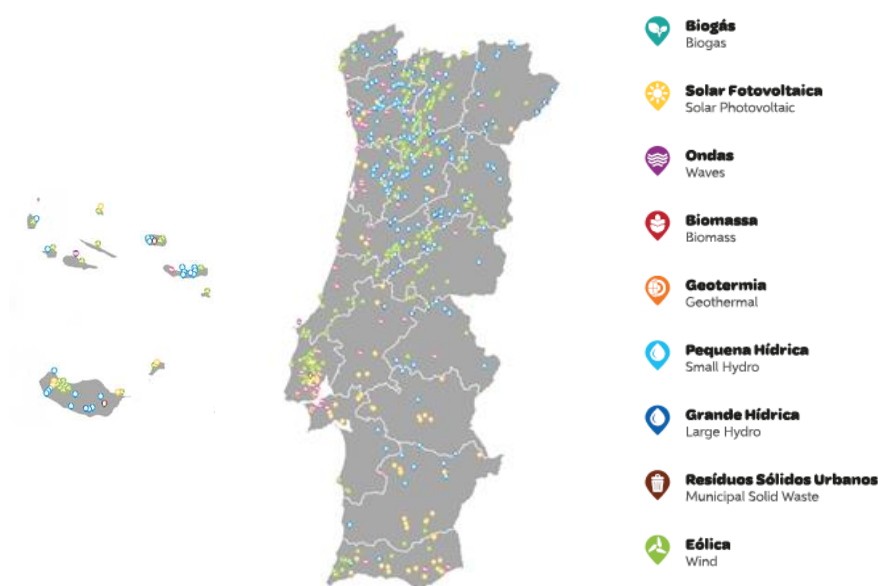 Biogás
Biogas
Solar Fotovoltaica
Solar Photovoltaic
Ondas
Waves
Biomassa
Biomass
Geotermia
Geothermal
Pequena Hídrica
Small Hydro
Grande Hídrica
Large Hydro
Resíduos Sólidos Urbanos
Municipal Solid Waste
Eólica
Wind